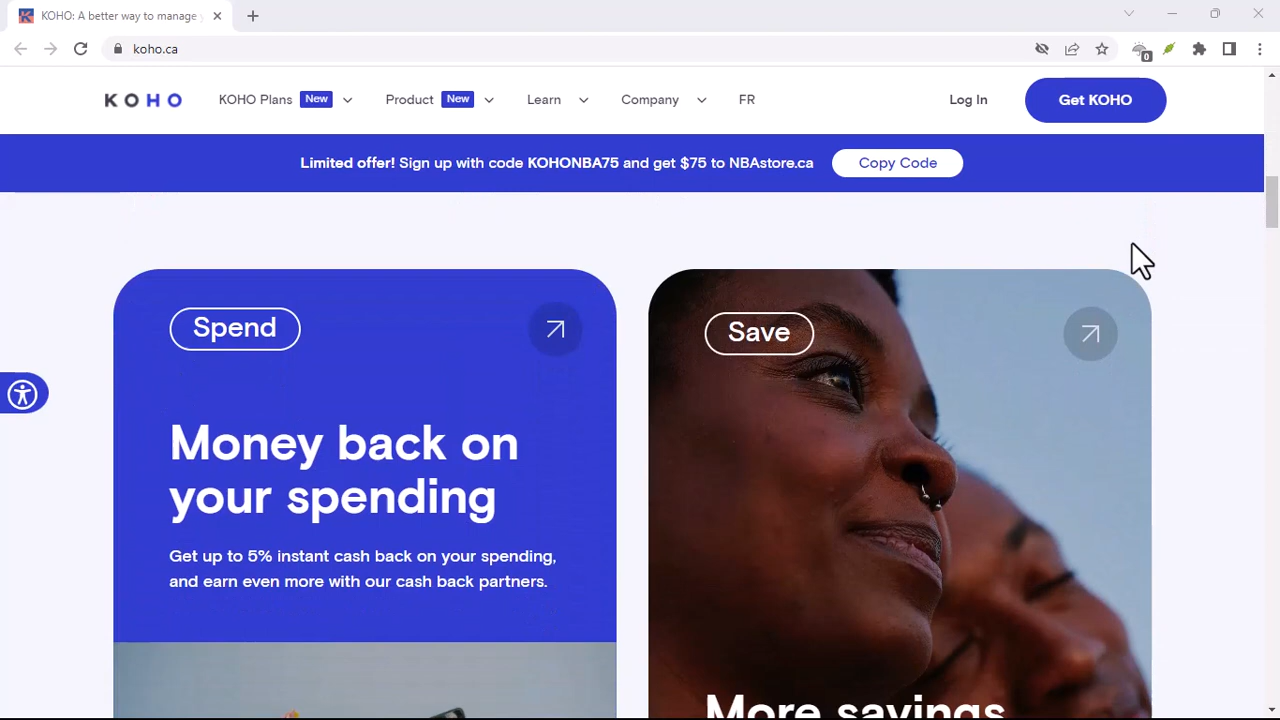 KOHO: A better way to manage
koho.ca
0
KOHO
KOHO Plans New Product New Learn Company FR Log In Get KOHO
Limited offer! Sign up with code KOHONBA75 and get $75 to NBAstore.ca Copy Code
Spend
Money back on
your spending
Get up to 5% instant cash back on your spending,
and earn even more with our cash back partners.
Save
More savings